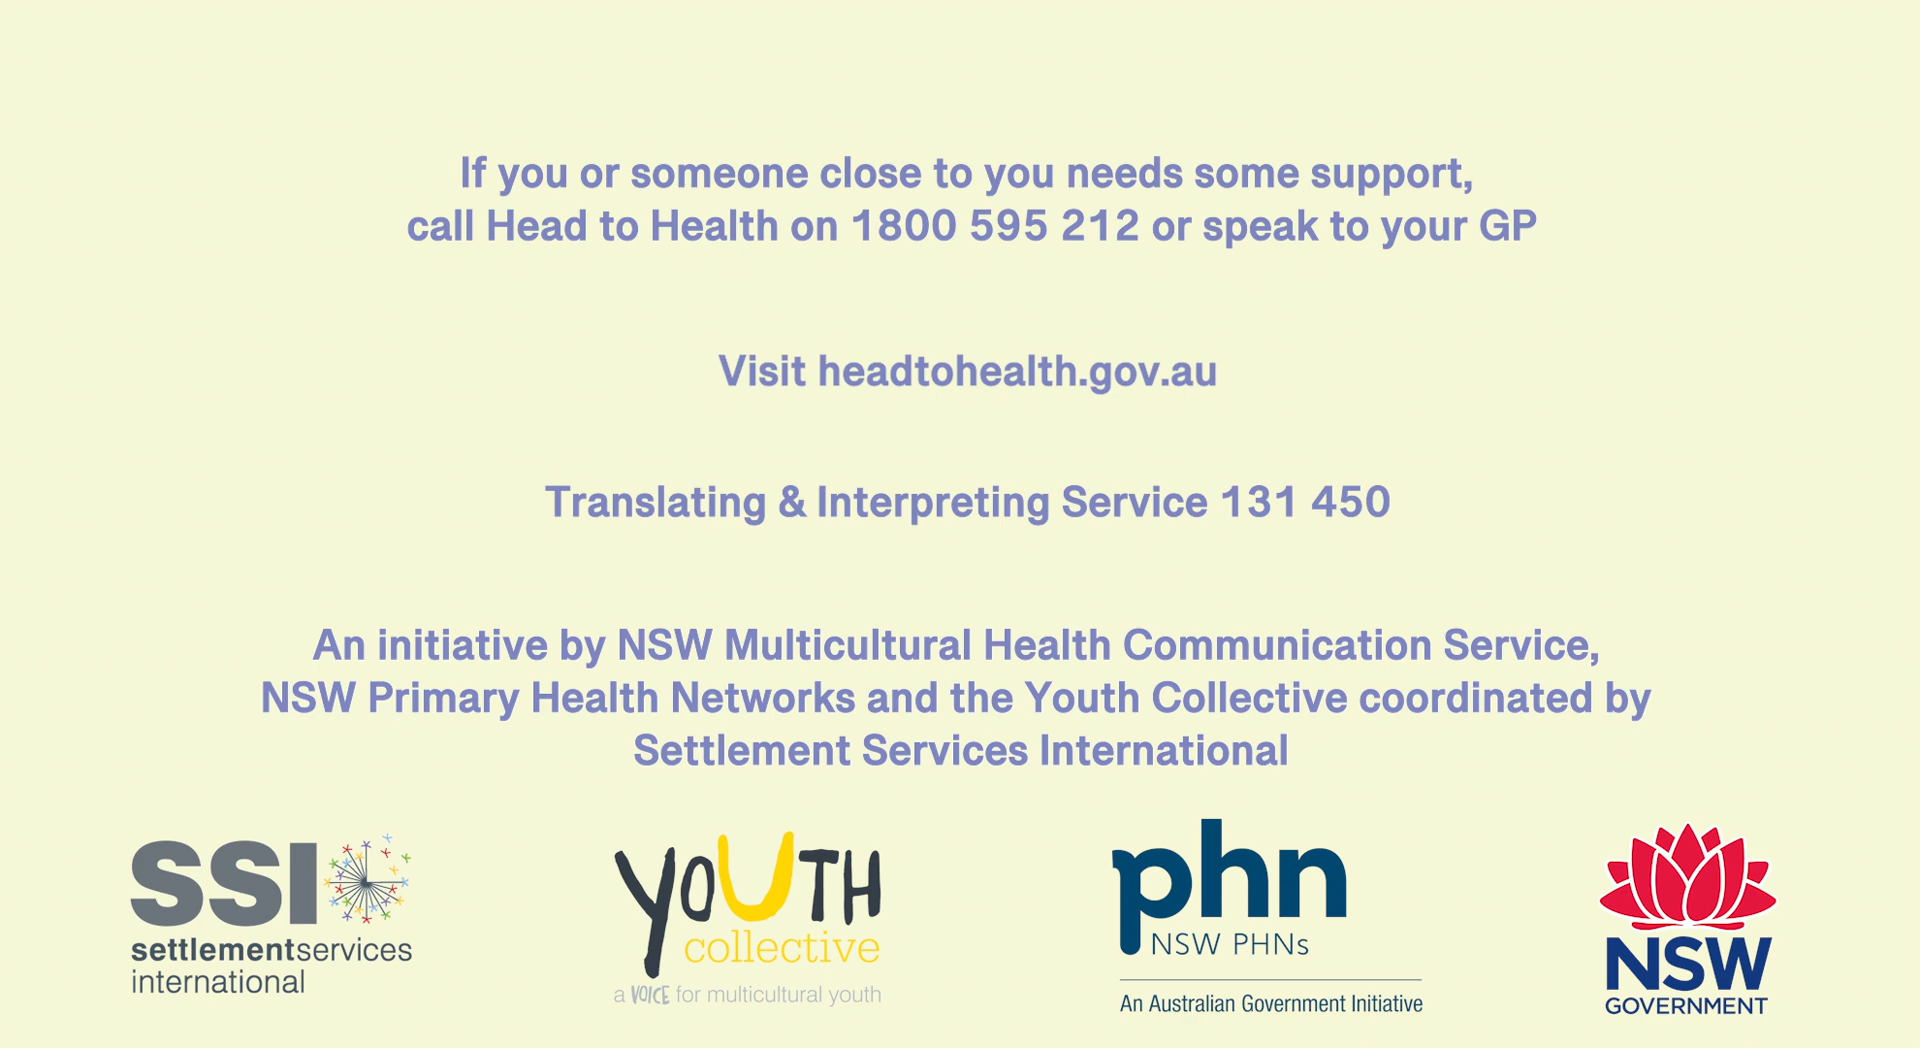 If you or someone close to you needs some support,
call Head to Health on 1800 595 212 or speak to your GP
Visit headtohealth.gov.au
Translating & Interpreting Service 131 450
An initiative by NSW Multicultural Health Communication Service,
NSW Primary Health Networks and the Youth Collective coordinated by
Settlement Services International
SSI
settlementservices
international
YOUTH
collective
a VOICE for multicultural youth
phn
NSW PHNs
An Australian Government Initiative
NSW
GOVERNMENT